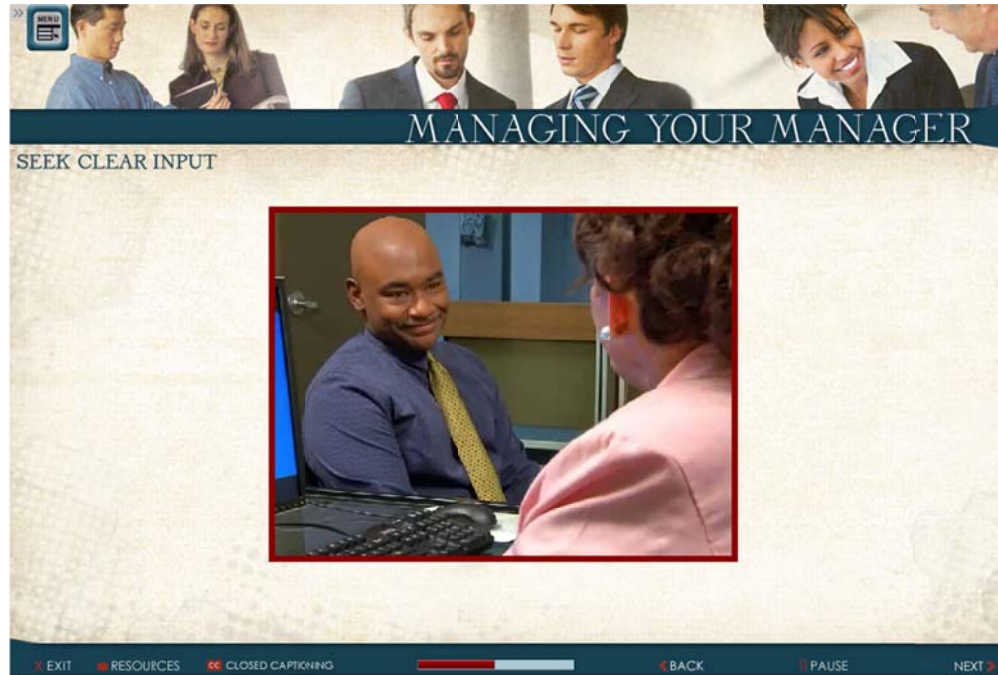 »
MENU
MANAGING YOUR MANAGER
SEEK CLEAR INPUT
X EXIT
RESOURCES
CC CLOSED CAPTIONING
< BACK
|| PAUSE
NEXT >